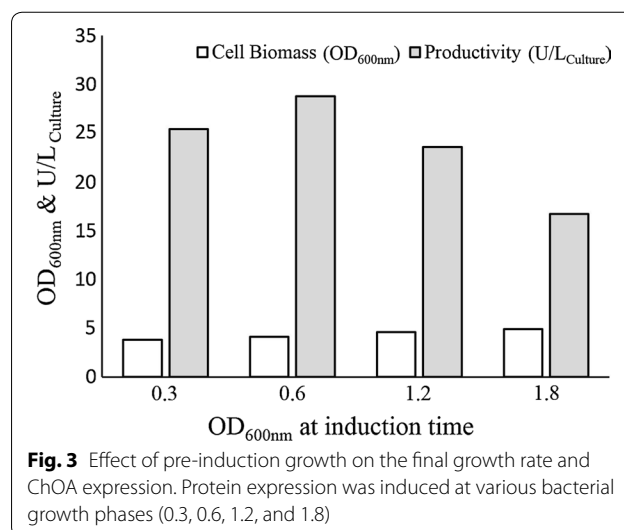 □ Cell Biomass (OD600nm) □ Productivity (U/LCulture)
OD600nm & U/L Culture
35
30
25
20
15
10
5
0
0.3 0.6 1.2 1.8
OD600nm at induction time
Fig. 3 Effect of pre-induction growth on the final growth rate and
ChOA expression. Protein expression was induced at various bacterial
growth phases (0.3, 0.6, 1.2, and 1.8)